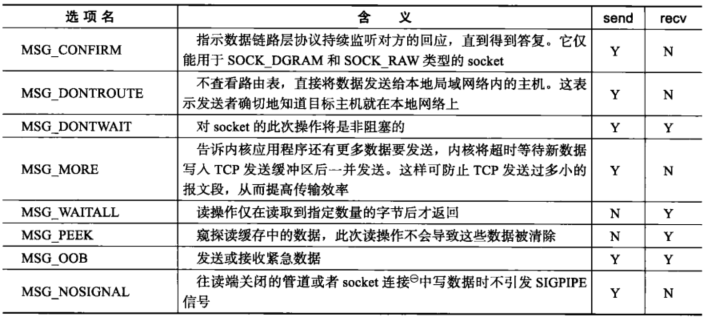 选项名 含义 send recv
MSG_CONFIRM 指示数据链路层协议持续监听对方的回应，直到得到答复。它仅 Y N
能用于 SOCK_DGRAM 和 SOCK_RAW 类型的 socket
MSG_DONTROUTE 不查看路由表，直接将数据发送给本地局域网络内的主机。这表 Y N
示发送者确切地知道目标主机就在本地网络上
MSG_DONTWAIT 对 socket 的此次操作将是非阻塞的 Y Y
MSG_MORE 告诉内核应用程序还有更多数据要发送，内核将超时等待新数据 Y N
写入 TCP 发送缓冲区后一并发送。这样可防止 TCP 发送过多小的
报文段，从而提高传输效率
MSG_WAITALL 读操作仅在读取到指定数量的字节后才返回 N Y
MSG_PEEK 窥探读缓存中的数据，此次读操作不会导致这些数据被清除 N Y
MSG_OOB 发送或接收紧急数据 Y Y
MSG_NOSIGNAL 往读端关闭的管道或者 socket 连接㊀中写数据时不引发 SIGPIPE Y N
信号